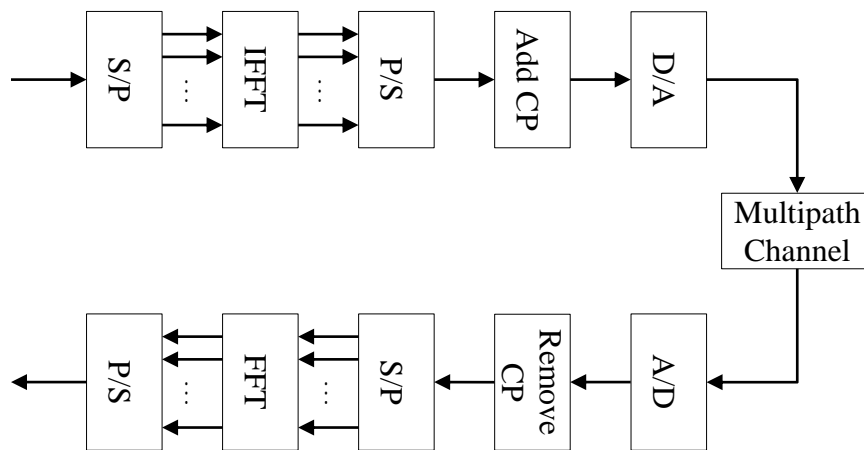 S/P
...
IFFT
...
P/S
Add CP
D/A
Multipath
Channel
P/S
...
FFT
...
S/P
Remove
CP
A/D